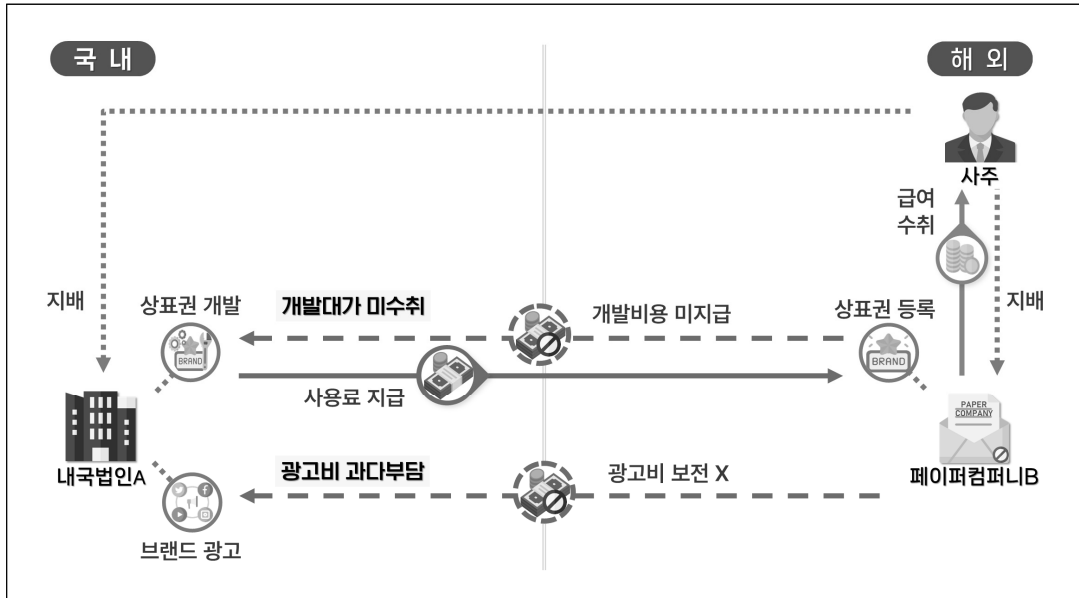 국 내
해 외
사주
급여
수취
지배
상표권 개발
개발대가 미수취
개발비용 미지급
상표권 등록
지배
BRAND
BRAND
사용료 지급
PAPER
COMPANY
내국법인A
광고비 과다부담
광고비 보전 X
페이퍼컴퍼니B
브랜드 광고